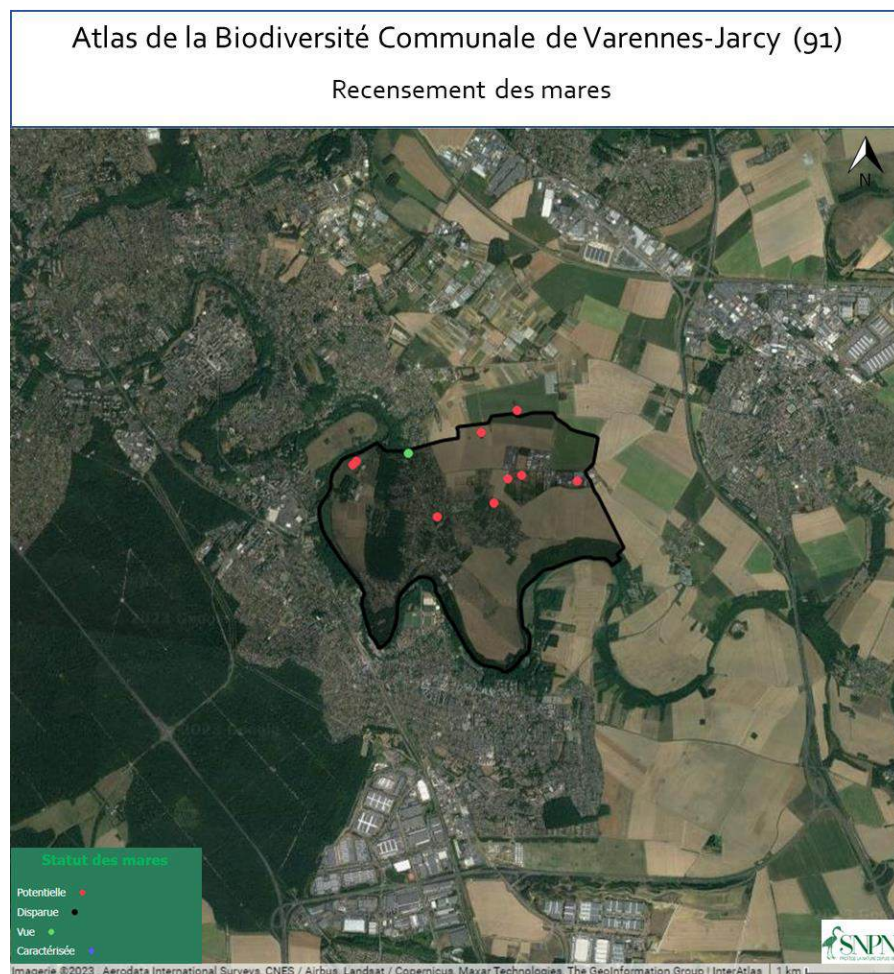 Atlas de la Biodiversité Communale de Varennes-Jarcy (91)
Recensement des mares
N
Statut des mares
Potentielle
Disparue
Vue
Caractérisée
SNPN
Imagerie ©2023 , Aerodata International Surveys, CNES / Airbus, Landsat / Copernicus, Maxar Technologies, The GeoInformation Group | InterAtlas | 1 km